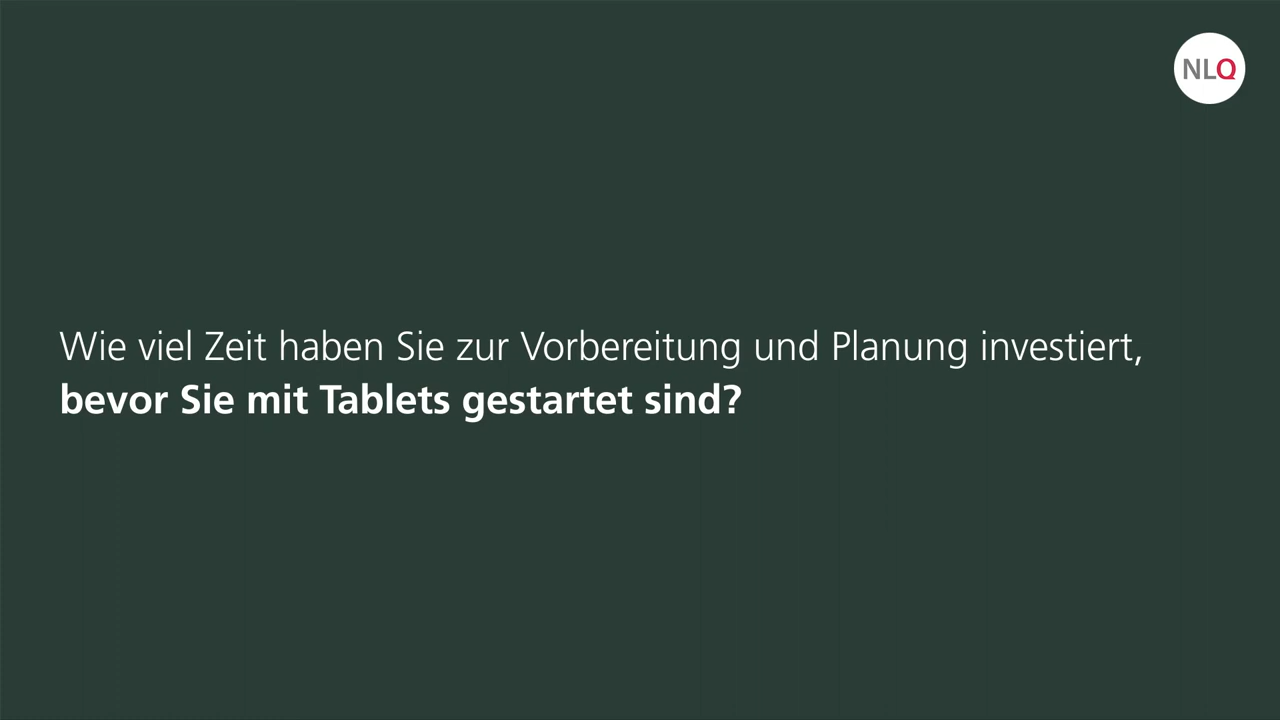 NLQ
Wie viel Zeit haben Sie zur Vorbereitung und Planung investiert,
bevor Sie mit Tablets gestartet sind?